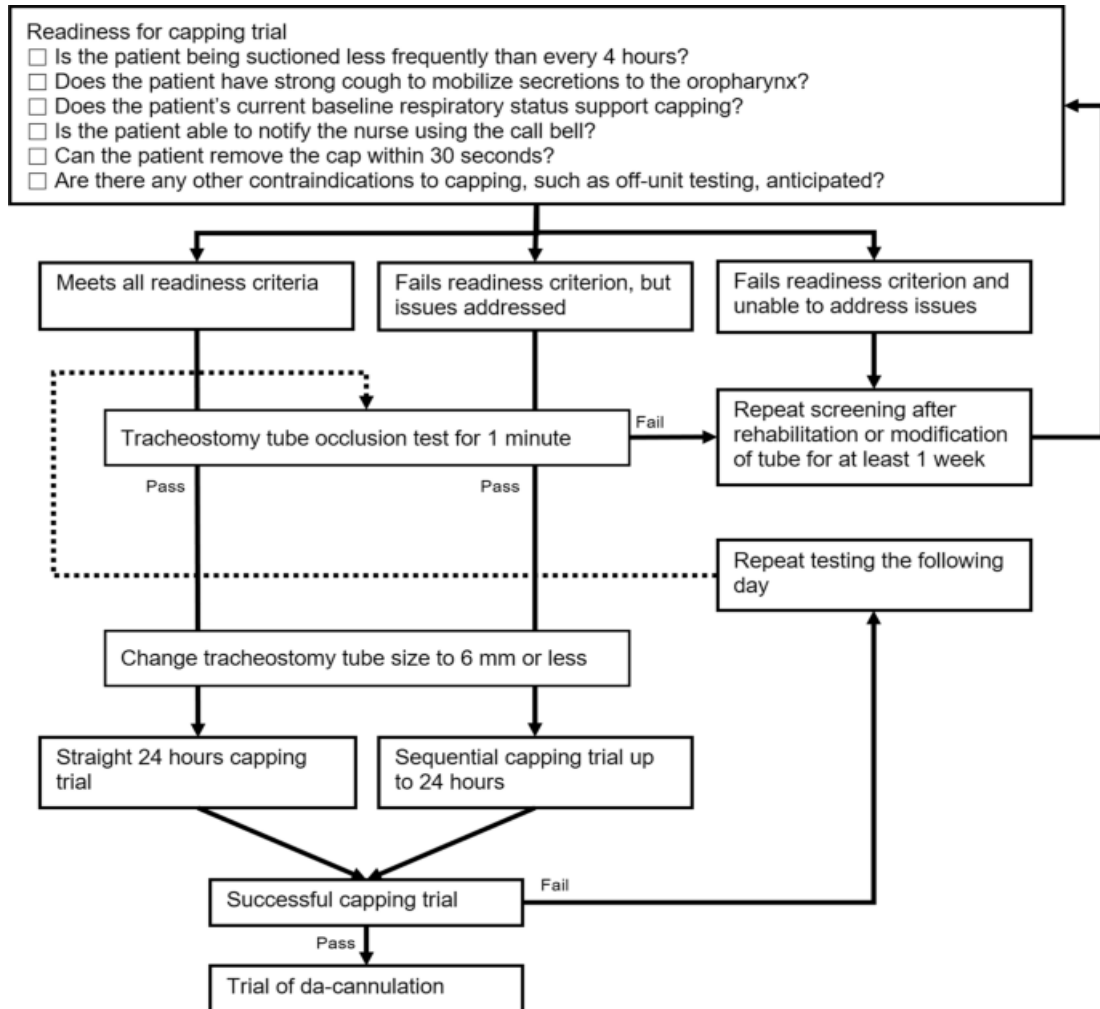 Readiness for capping trial
☐ Is the patient being suctioned less frequently than every 4 hours?
☐ Does the patient have strong cough to mobilize secretions to the oropharynx?
☐ Does the patient's current baseline respiratory status support capping?
☐ Is the patient able to notify the nurse using the call bell?
☐ Can the patient remove the cap within 30 seconds?
☐ Are there any other contraindications to capping, such as off-unit testing, anticipated?
Meets all readiness criteria
Fails readiness criterion, but
issues addressed
Fails readiness criterion and
unable to address issues
Tracheostomy tube occlusion test for 1 minute
Fail
Repeat screening after
rehabilitation or modification
of tube for at least 1 week
Pass
Pass
Repeat testing the following
day
Change tracheostomy tube size to 6 mm or less
Straight 24 hours capping
trial
Sequential capping trial up
to 24 hours
Successful capping trial
Fail
Pass
Trial of da-cannulation